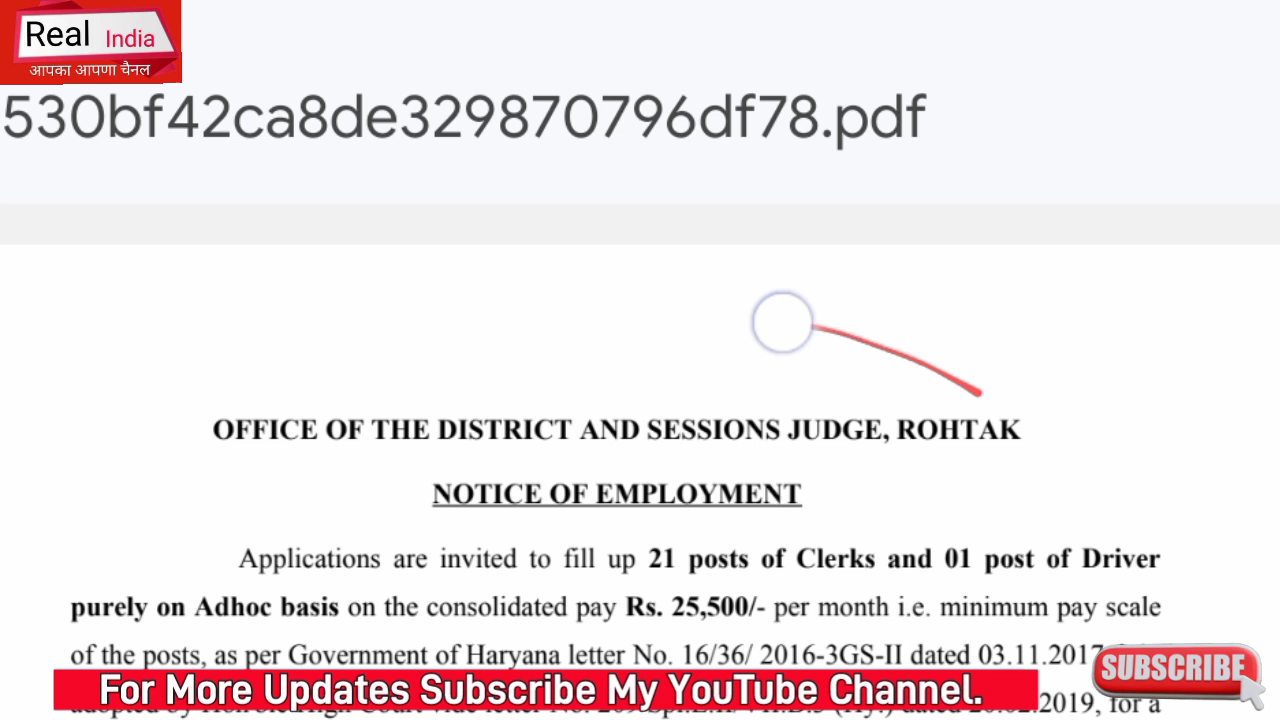 Real India
आपका आपणा चैनल
530bf42ca8de329870796df78.pdf
OFFICE OF THE DISTRICT AND SESSIONS JUDGE, ROHTAK
NOTICE OF EMPLOYMENT
Applications are invited to fill up 21 posts of Clerks and 01 post of Driver
purely on Adhoc basis on the consolidated pay Rs. 25,500/- per month i.e. minimum pay scale
of the posts, as per Government of Haryana letter No. 16/36/ 2016-3GS-II dated 03.11.2017
SUBSCRIBE
For More Updates Subscribe My YouTube Channel.
2019, for a